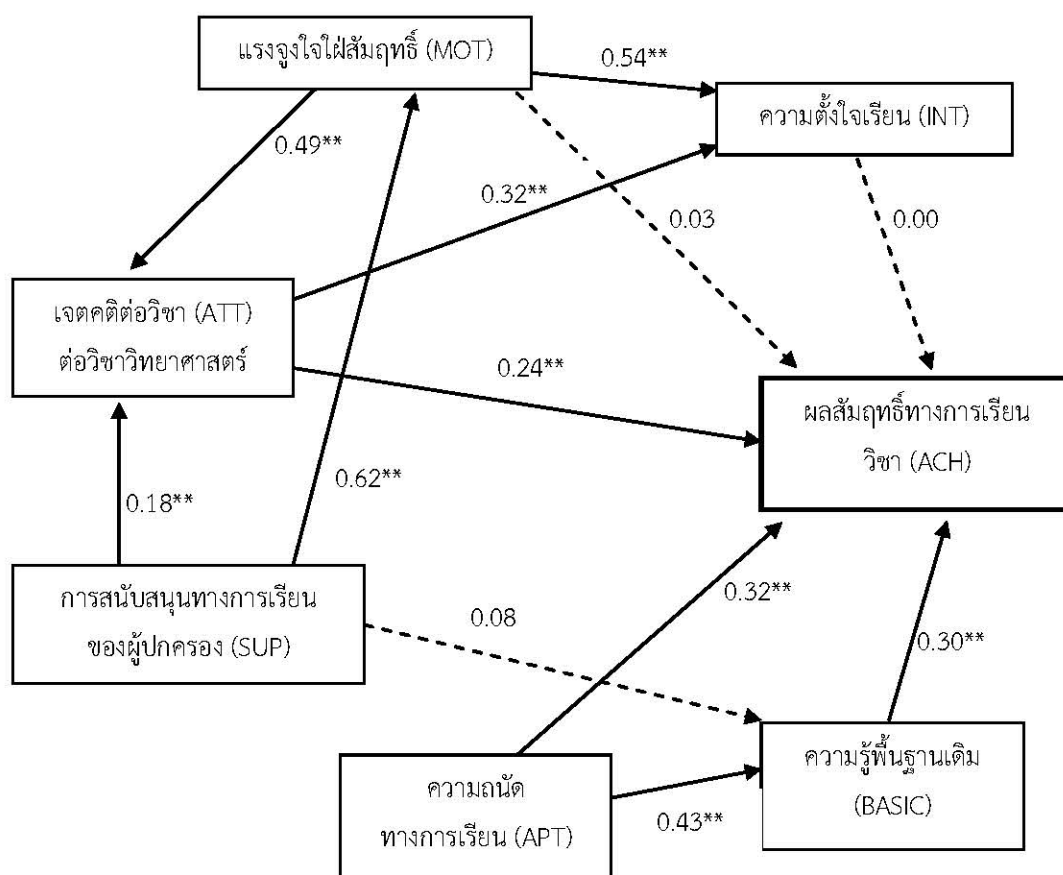 แรงจูงใจใฝ่สัมฤทธิ์ (MOT)
0.54**
ความตั้งใจเรียน (INT)
0.49**
0.32**
0.03
0.00
เจตคติต่อวิชา (ATT)
ต่อวิชาวิทยาศาสตร์
0.24**
ผลสัมฤทธิ์ทางการเรียน
วิชา (ACH)
0.62**
0.18**
การสนับสนุนทางการเรียน
ของผู้ปกครอง (SUP)
0.08
0.32**
0.30**
ความถนัด
ทางการเรียน (APT)
0.43**
ความรู้พื้นฐานเดิม
(BASIC)